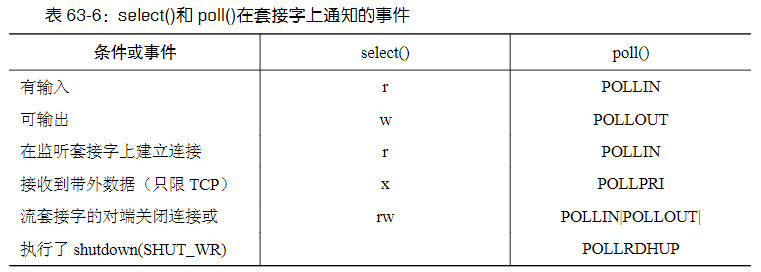 表 63-6：select()和 poll()在套接字上通知的事件
条件或事件 select() poll()
有输入 r POLLIN
可输出 w POLLOUT
在监听套接字上建立连接 r POLLIN
接收到带外数据（只限 TCP） x POLLPRI
流套接字的对端关闭连接或 rw POLLIN|POLLOUT|
执行了 shutdown(SHUT_WR) POLLRDHUP